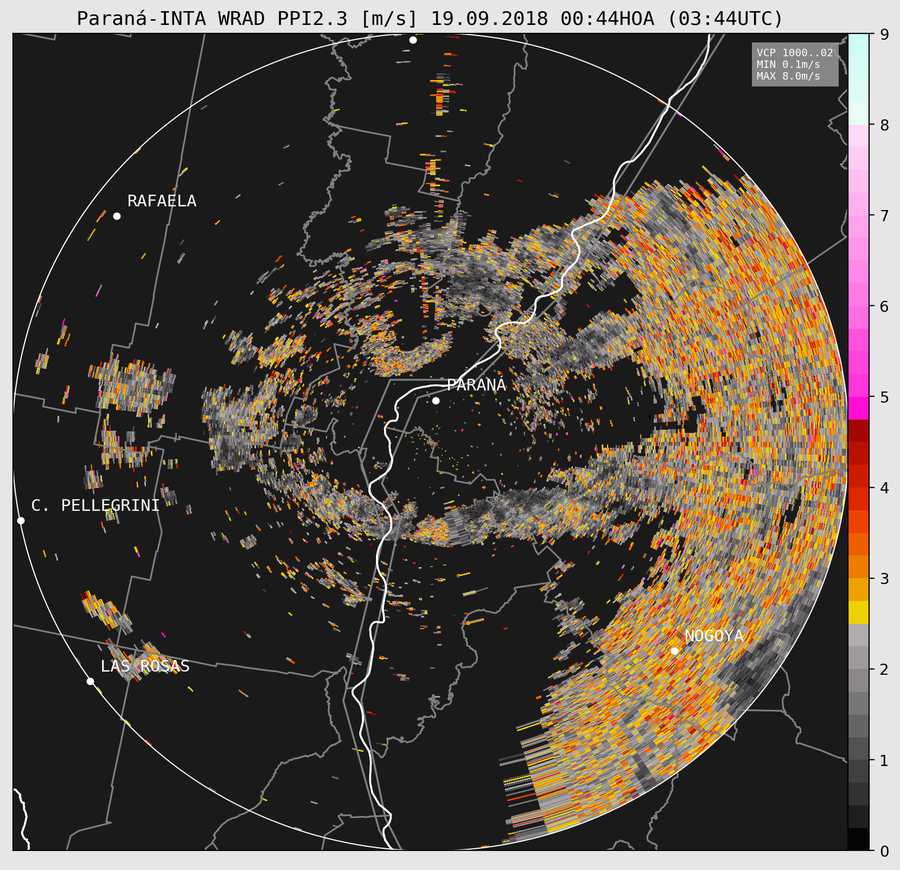 Paraná-INTA WRAD PPI2.3 [m/s] 19.09.2018 00:44HOA (03:44UTC)
VCP 1000..02
MIN 0.1m/s
MAX 8.0m/s
RAFAELA
PARANÁ
C. PELLEGRINI
NOGOYA
LAS ROSAS
9
8
7
6
5
4
3
2
1
0